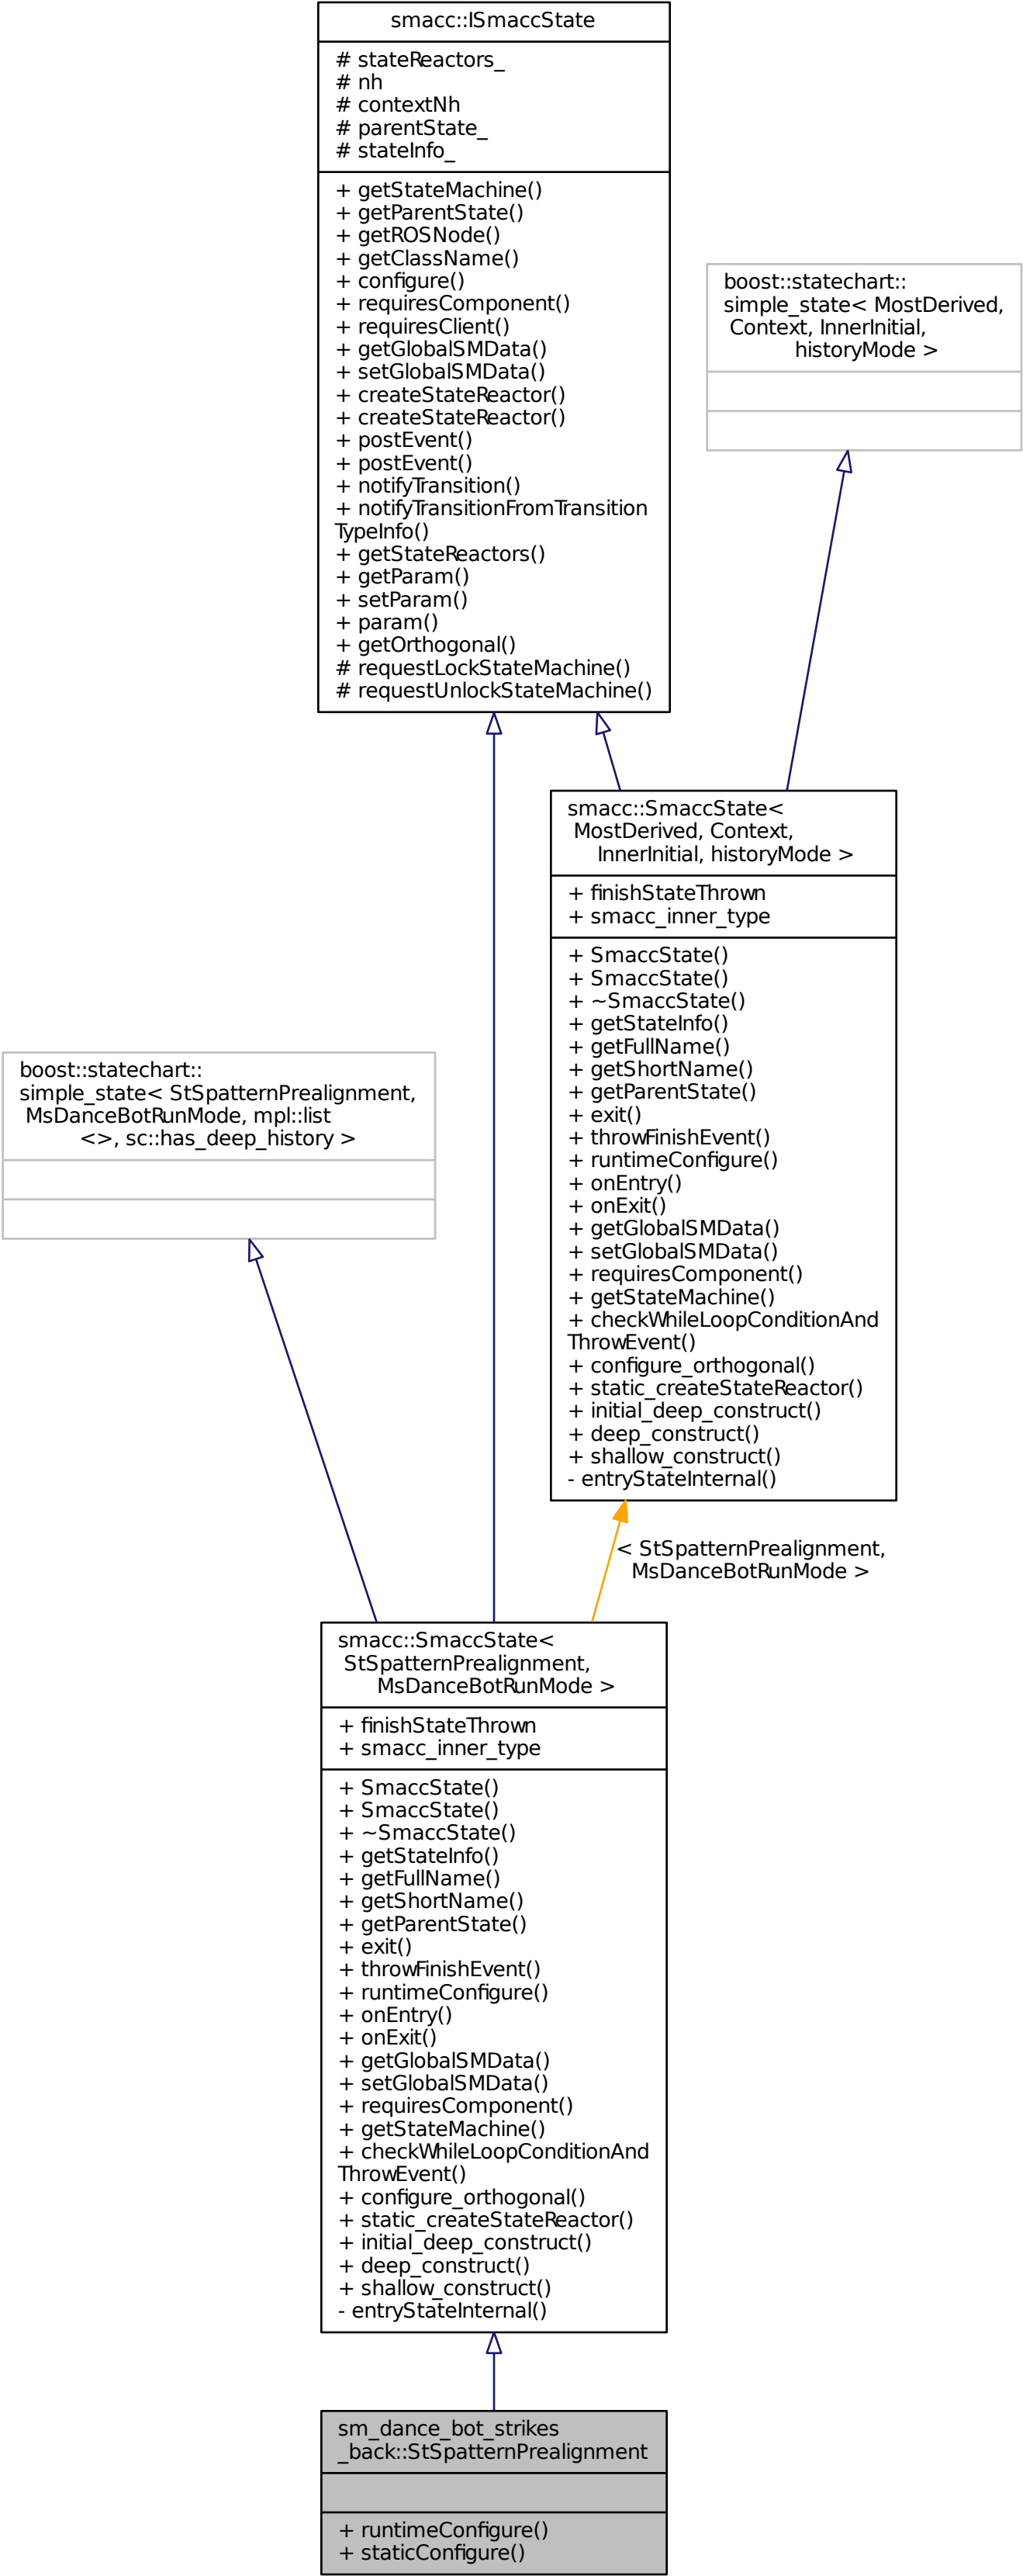 smacc::ISmaccState
# stateReactors_
# nh
# contextNh
# parentState_
# stateInfo_
+ getStateMachine()
+ getParentState()
+ getROSNode()
+ getClassName()
+ configure()
+ requiresComponent()
+ requiresClient()
+ getGlobalSMData()
+ setGlobalSMData()
+ createStateReactor()
+ createStateReactor()
+ postEvent()
+ postEvent()
+ notifyTransition()
+ notifyTransitionFromTransition
TypeInfo()
+ getStateReactors()
+ getParam()
+ setParam()
+ param()
+ getOrthogonal()
# requestLockStateMachine()
# requestUnlockStateMachine()
boost::statechart::
simple_state< MostDerived,
Context, InnerInitial,
historyMode >
smacc::SmaccState<
MostDerived, Context,
InnerInitial, historyMode >
+ finishStateThrown
+ smacc_inner_type
+ SmaccState()
+ SmaccState()
+ ~SmaccState()
+ getStateInfo()
+ getFullName()
+ getShortName()
+ getParentState()
+ exit()
+ throwFinishEvent()
+ runtimeConfigure()
+ onEntry()
+ onExit()
+ getGlobalSMData()
+ setGlobalSMData()
+ requiresComponent()
+ getStateMachine()
+ checkWhileLoopConditionAnd
ThrowEvent()
+ configure_orthogonal()
+ static_createStateReactor()
+ initial_deep_construct()
+ deep_construct()
+ shallow_construct()
- entryStateInternal()
boost::statechart::
simple_state< StSpatternPrealignment,
MsDanceBotRunMode, mpl::list
<>, sc::has_deep_history >
< StSpatternPrealignment,
MsDanceBotRunMode >
smacc::SmaccState<
StSpatternPrealignment,
MsDanceBotRunMode >
+ finishStateThrown
+ smacc_inner_type
+ SmaccState()
+ SmaccState()
+ ~SmaccState()
+ getStateInfo()
+ getFullName()
+ getShortName()
+ getParentState()
+ exit()
+ throwFinishEvent()
+ runtimeConfigure()
+ onEntry()
+ onExit()
+ getGlobalSMData()
+ setGlobalSMData()
+ requiresComponent()
+ getStateMachine()
+ checkWhileLoopConditionAnd
ThrowEvent()
+ configure_orthogonal()
+ static_createStateReactor()
+ initial_deep_construct()
+ deep_construct()
+ shallow_construct()
- entryStateInternal()
sm_dance_bot_strikes
_back::StSpatternPrealignment
+ runtimeConfigure()
+ staticConfigure()